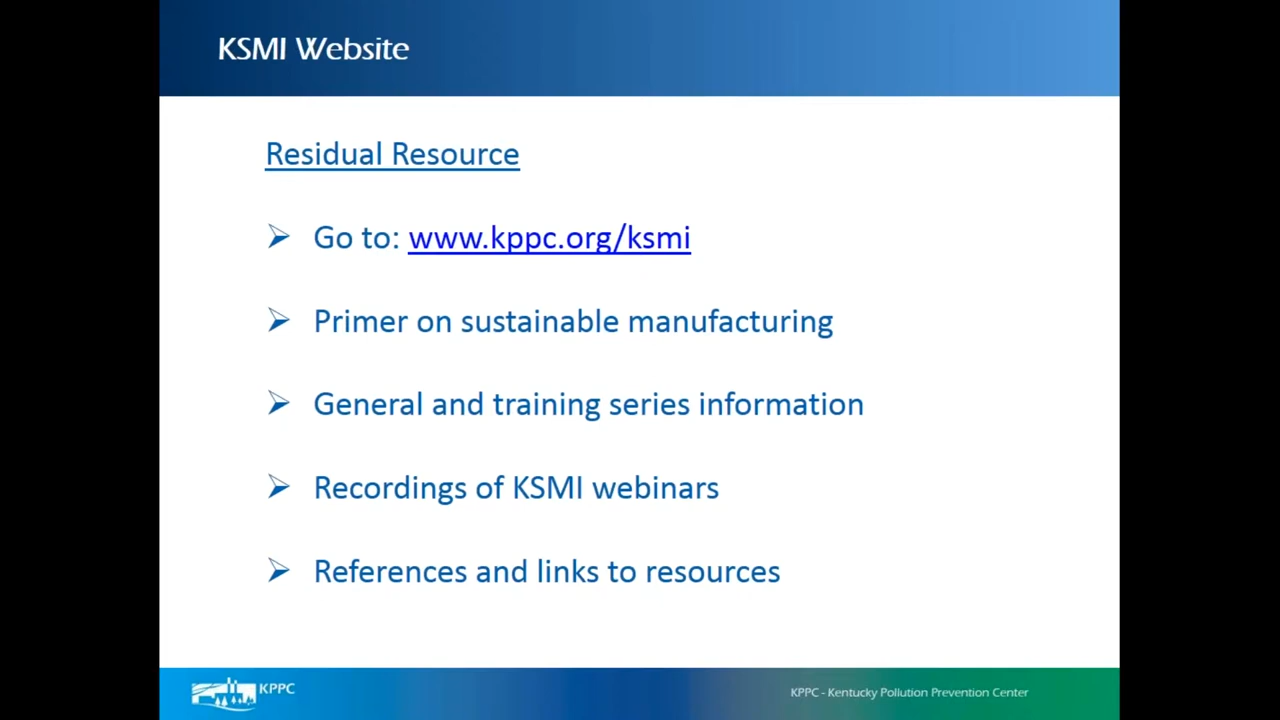 KSMI Website
Residual Resource
➢ Go to: www.kppc.org/ksmi
➢ Primer on sustainable manufacturing
➢ General and training series information
➢ Recordings of KSMI webinars
➢ References and links to resources
KPPC
KPPC - Kentucky Pollution Prevention Center